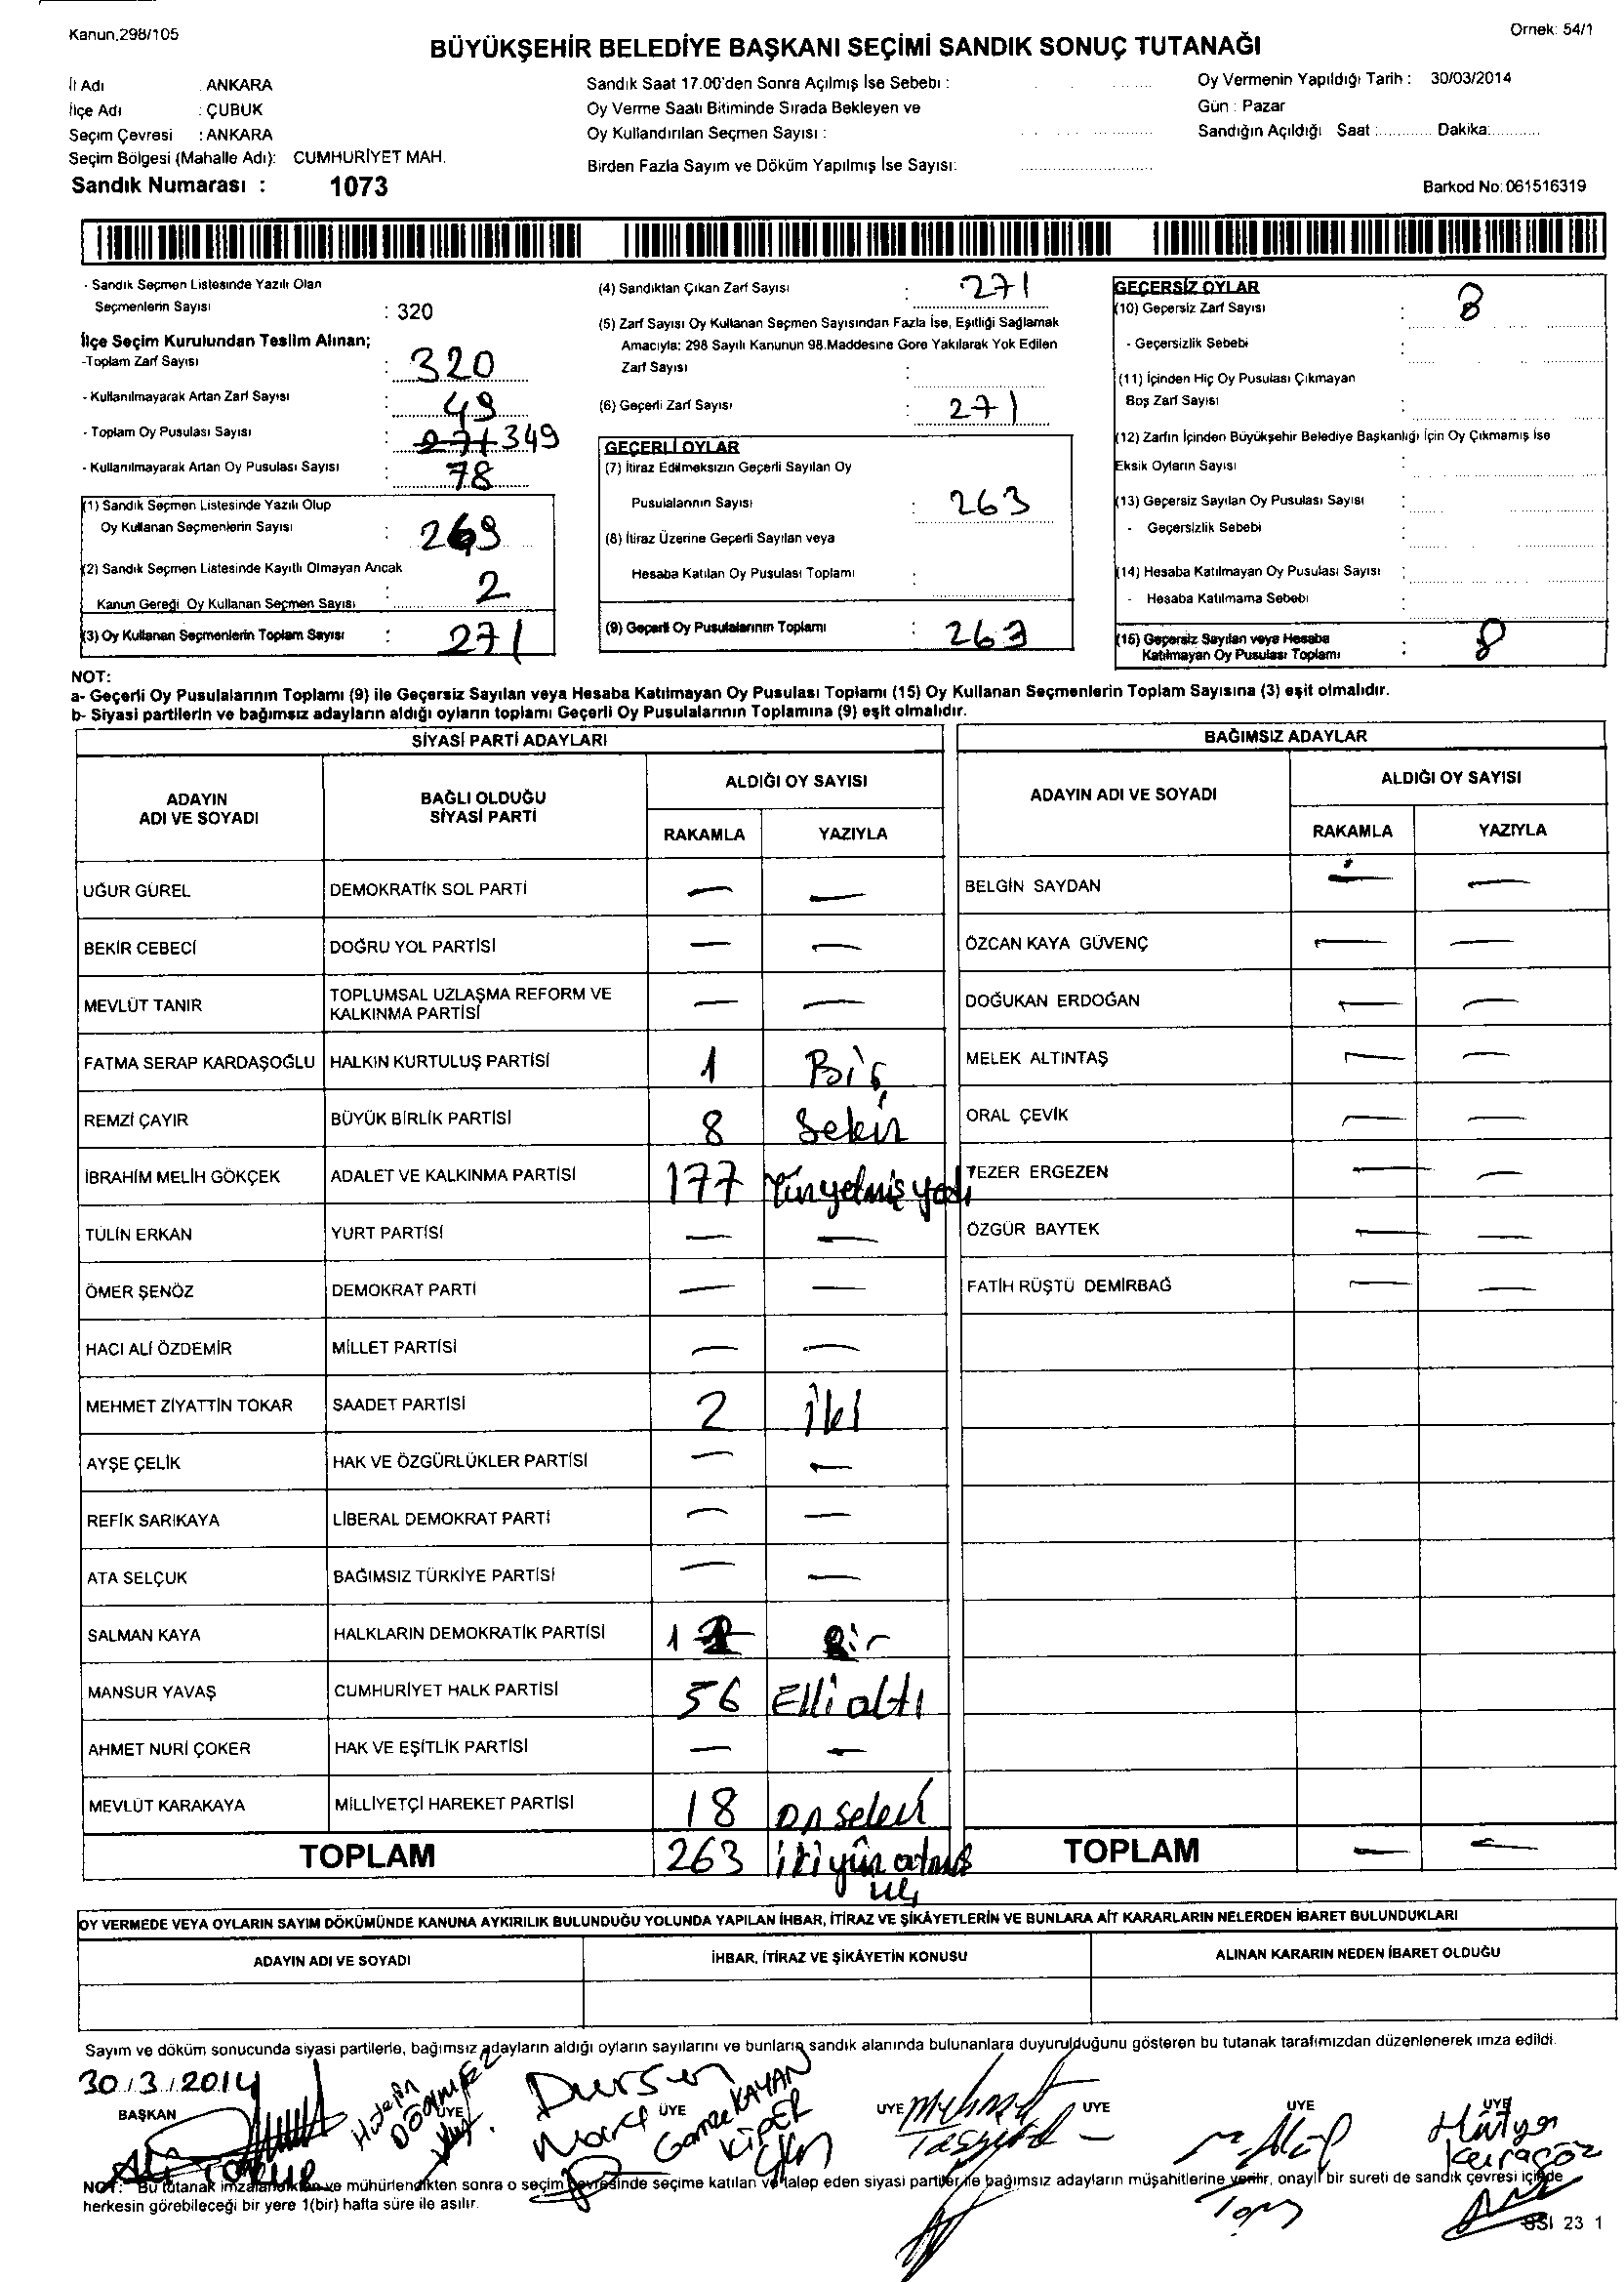 Kanun.298/105
Örnek: 54/1
BÜYÜKŞEHİR BELEDİYE BAŞKANI SEÇİMİ SANDIK SONUÇ TUTANAĞI
İl Adı : ANKARA
İlçe Adı : ÇUBUK
Seçim Çevresi : ANKARA
Seçim Bölgesi (Mahalle Adı): CUMHURİYET MAH.
Sandık Numarası : 1073
Sandık Saat 17.00'den Sonra Açılmış İse Sebebi :
Oy Verme Saati Bitiminde Sırada Bekleyen ve
Oy Kullandırılan Seçmen Sayısı :
Birden Fazla Sayım ve Döküm Yapılmış İse Sayısı:
Oy Vermenin Yapıldığı Tarih : 30/03/2014
Gün : Pazar
Sandığın Açıldığı Saat :............ Dakika:............
Barkod No: 061516319
- Sandık Seçmen Listesinde Yazılı Olan
Seçmenlerin Sayısı : 320
İlçe Seçim Kurulundan Teslim Alınan;
-Toplam Zarf Sayısı : 320
- Kullanılmayarak Artan Zarf Sayısı : 49
- Toplam Oy Pusulası Sayısı : 271 349
- Kullanılmayarak Artan Oy Pusulası Sayısı : 78
(1) Sandık Seçmen Listesinde Yazılı Olup
Oy Kullanan Seçmenlerin Sayısı : 269
(2) Sandık Seçmen Listesinde Kayıtlı Olmayan Ancak
Kanun Gereği Oy Kullanan Seçmen Sayısı : 2
(3) Oy Kullanan Seçmenlerin Toplam Sayısı : 271
(4) Sandıktan Çıkan Zarf Sayısı : 271
(5) Zarf Sayısı Oy Kullanan Seçmen Sayısından Fazla İse, Eşitliği Sağlamak
Amacıyla: 298 Sayılı Kanunun 98.Maddesine Göre Yakılarak Yok Edilen
Zarf Sayısı :
(6) Geçerli Zarf Sayısı : 271
GEÇERLİ OYLAR
(7) İtiraz Edilmeksizin Geçerli Sayılan Oy
Pusulalarının Sayısı : 263
(8) İtiraz Üzerine Geçerli Sayılan veya
Hesaba Katılan Oy Pusulası Toplamı :
(9) Geçerli Oy Pusulalarının Toplamı : 263
GEÇERSİZ OYLAR
(10) Geçersiz Zarf Sayısı : 8
- Geçersizlik Sebebi :
(11) İçinden Hiç Oy Pusulası Çıkmayan
Boş Zarf Sayısı :
(12) Zarfın İçinden Büyükşehir Belediye Başkanlığı İçin Oy Çıkmamış İse
Eksik Oyların Sayısı :
(13) Geçersiz Sayılan Oy Pusulası Sayısı :
- Geçersizlik Sebebi :
(14) Hesaba Katılmayan Oy Pusulası Sayısı :
- Hesaba Katılmama Sebebi :
(15) Geçersiz Sayılan veya Hesaba
Katılmayan Oy Pusulası Toplamı : 8
NOT:
a- Geçerli Oy Pusulalarının Toplamı (9) ile Geçersiz Sayılan veya Hesaba Katılmayan Oy Pusulası Toplamı (15) Oy Kullanan Seçmenlerin Toplam Sayısına (3) eşit olmalıdır.
b- Siyasi partilerin ve bağımsız adayların aldığı oyların toplamı Geçerli Oy Pusulalarının Toplamına (9) eşit olmalıdır.
SİYASİ PARTİ ADAYLARI
ADAYIN ADI VE SOYADI BAĞLI OLDUĞU SİYASİ PARTİ ALDIĞI OY SAYISI
RAKAMLA YAZIYLA
UĞUR GÜREL DEMOKRATİK SOL PARTİ — —
BEKİR CEBECİ DOĞRU YOL PARTİSİ — —
MEVLÜT TANIR TOPLUMSAL UZLAŞMA REFORM VE KALKINMA PARTİSİ — —
FATMA SERAP KARDAŞOĞLU HALKIN KURTULUŞ PARTİSİ 1 Bir
REMZİ ÇAYIR BÜYÜK BİRLİK PARTİSİ 8 Sekiz
İBRAHİM MELİH GÖKÇEK ADALET VE KALKINMA PARTİSİ 177 Yüzyetmişyedi
TÜLİN ERKAN YURT PARTİSİ — —
ÖMER ŞENÖZ DEMOKRAT PARTİ — —
HACI ALİ ÖZDEMİR MİLLET PARTİSİ — —
MEHMET ZİYATTİN TOKAR SAADET PARTİSİ 2 İki
AYŞE ÇELİK HAK VE ÖZGÜRLÜKLER PARTİSİ — —
REFİK SARIKAYA LİBERAL DEMOKRAT PARTİ — —
ATA SELÇUK BAĞIMSIZ TÜRKİYE PARTİSİ — —
SALMAN KAYA HALKLARIN DEMOKRATİK PARTİSİ 1 Bir
MANSUR YAVAŞ CUMHURİYET HALK PARTİSİ 56 Elli altı
AHMET NURİ ÇOKER HAK VE EŞİTLİK PARTİSİ — —
MEVLÜT KARAKAYA MİLLİYETÇİ HAREKET PARTİSİ 18 on sekiz
TOPLAM 263 iki yüz atmış üç
BAĞIMSIZ ADAYLAR
ADAYIN ADI VE SOYADI ALDIĞI OY SAYISI
RAKAMLA YAZIYLA
BELGİN SAYDAN — —
ÖZCAN KAYA GÜVENÇ — —
DOĞUKAN ERDOĞAN — —
MELEK ALTINTAŞ — —
ORAL ÇEVİK — —
TEZER ERGEZEN — —
ÖZGÜR BAYTEK — —
FATİH RÜŞTÜ DEMİRBAĞ — —
TOPLAM — —
OY VERMEDE VEYA OYLARIN SAYIM DÖKÜMÜNDE KANUNA AYKIRILIK BULUNDUĞU YOLUNDA YAPILAN İHBAR, İTİRAZ VE ŞİKÂYETLERİN VE BUNLARA AİT KARARLARIN NELERDEN İBARET BULUNDUKLARI
ADAYIN ADI VE SOYADI İHBAR, İTİRAZ VE ŞİKÂYETİN KONUSU ALINAN KARARIN NEDEN İBARET OLDUĞU
Sayım ve döküm sonucunda siyasi partilerle, bağımsız adayların aldığı oyların sayılarını ve bunların sandık alanında bulunanlara duyurulduğunu gösteren bu tutanak tarafımızdan düzenlenerek imza edildi.
30/3/2014
BAŞKAN ÜYE ÜYE ÜYE ÜYE ÜYE ÜYE
Hüseyin DÖĞNMEZ
Dursun
Gamze KAYAN KİPER
Mehmet
Hatun Karagöz
NOT: Bu tutanak imzalandıktan ve mühürlendikten sonra o seçim çevresinde seçime katılan ve talep eden siyasi partiler ile bağımsız adayların müşahitlerine verilir, onaylı bir sureti de sandık çevresi içinde
herkesin görebileceği bir yere 1(bir) hafta süre ile asılır.
SSI 23 1